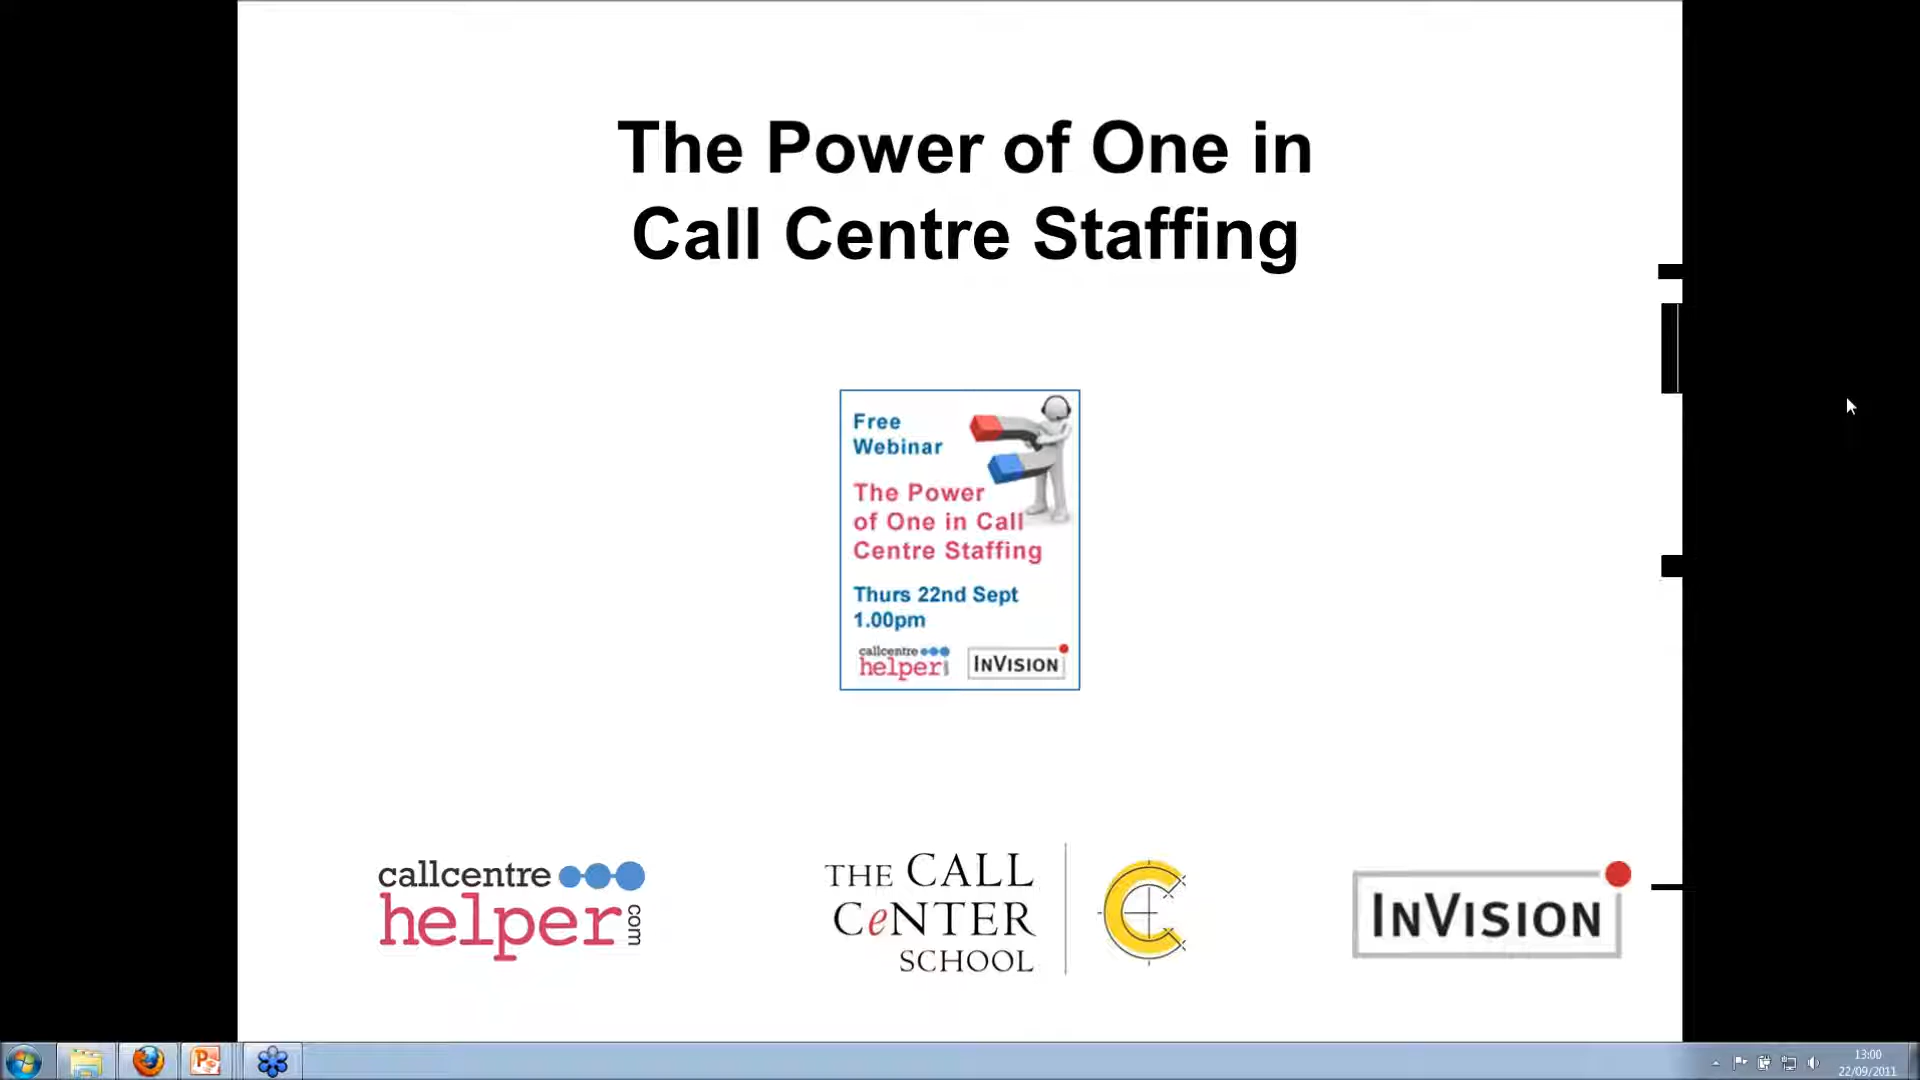 The Power of One in
Call Centre Staffing
Free
Webinar
The Power
of One in Call
Centre Staffing
Thurs 22nd Sept
1.00pm
callcentre
helper
INVISION
callcentre
helper.com
THE CALL
CeNTER
SCHOOL
INVISION
13:00
22/09/2011